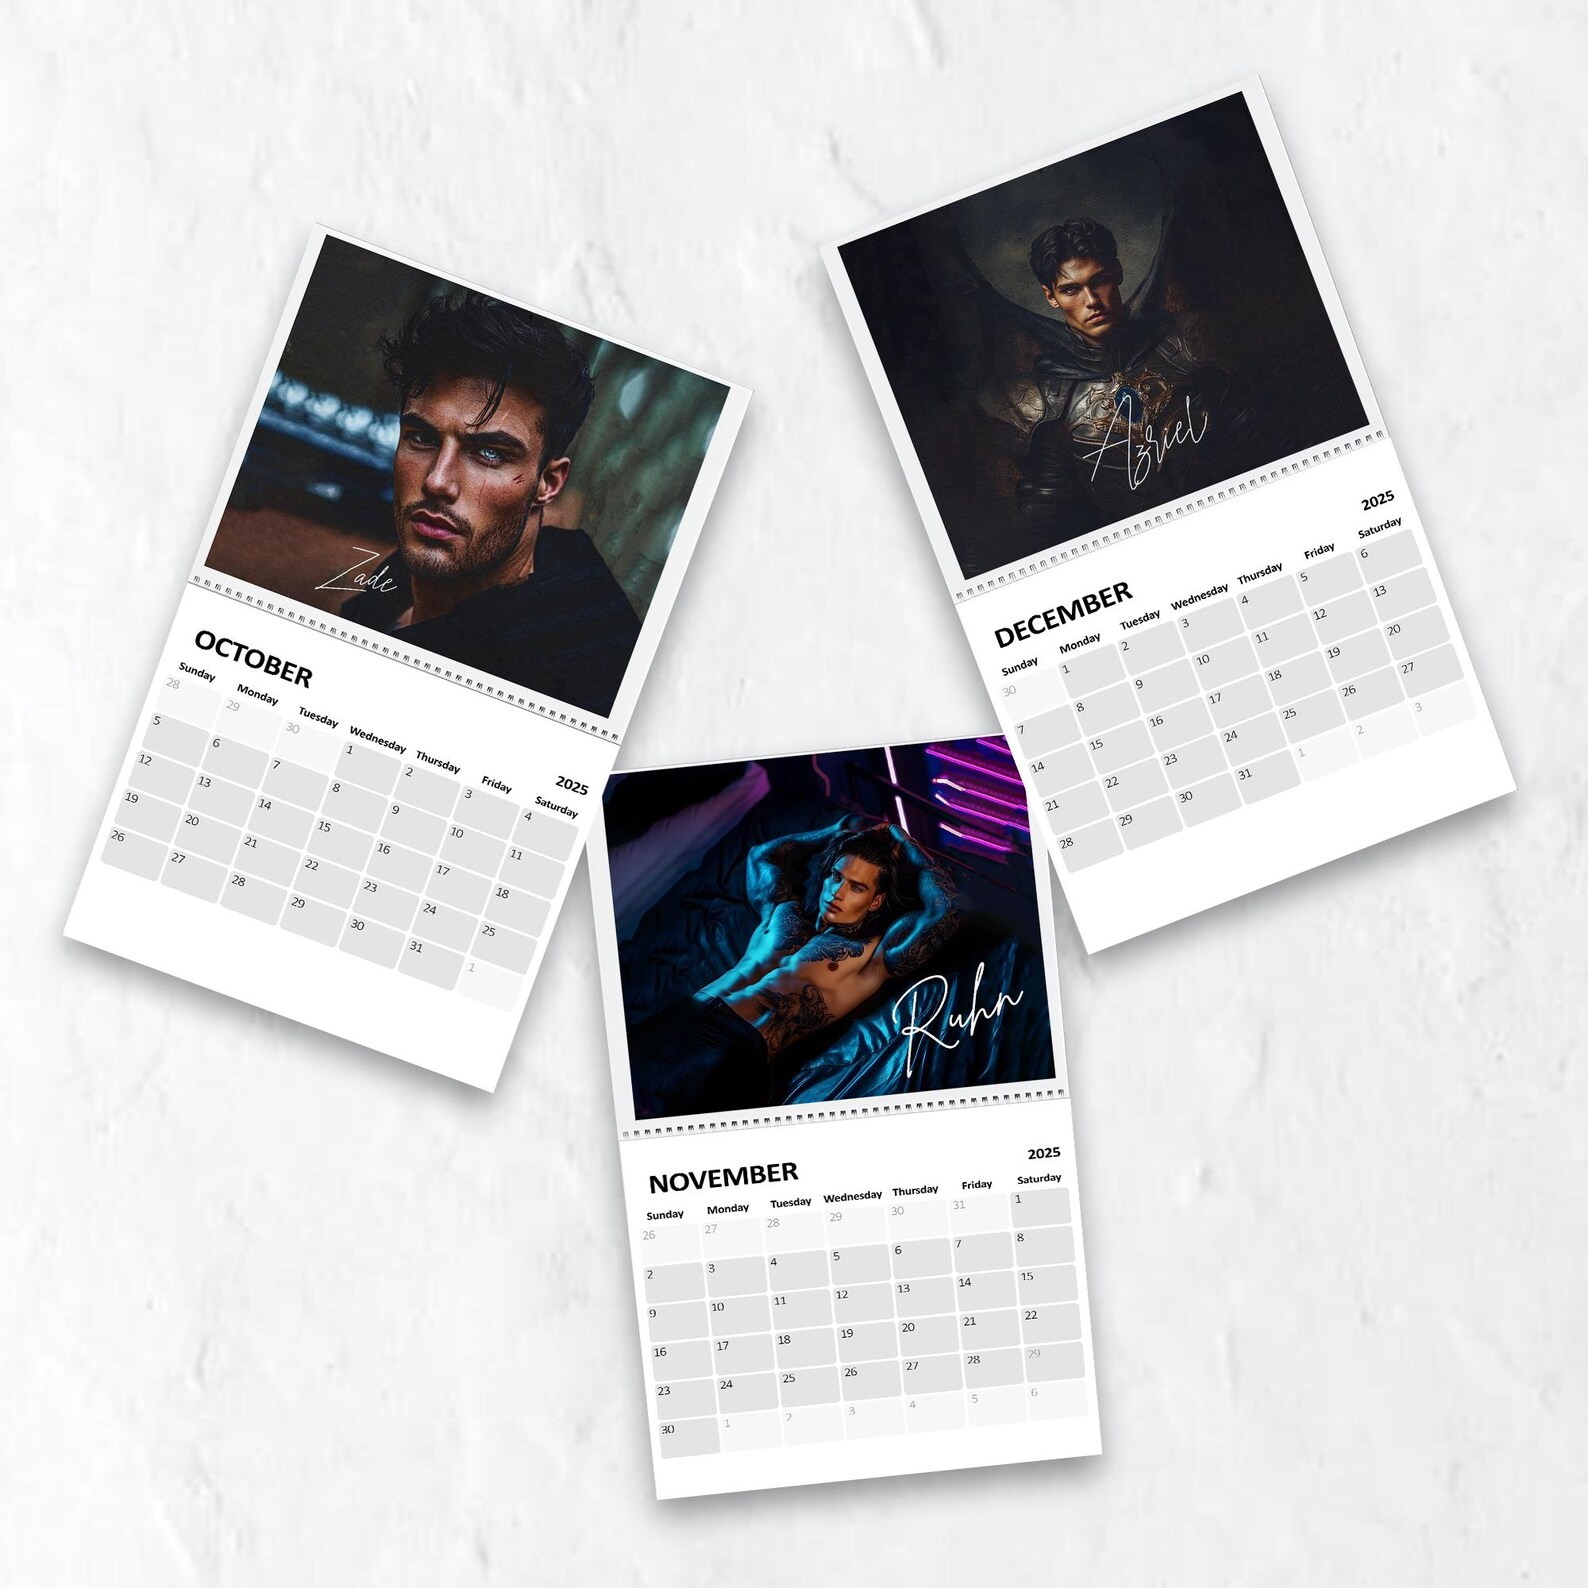 Zade
OCTOBER
2025
Sunday Monday Tuesday Wednesday Thursday Friday Saturday
28 29 30 1 2 3 4
5 6 7 8 9 10 11
12 13 14 15 16 17 18
19 20 21 22 23 24 25
26 27 28 29 30 31 1
Azriel
2025
DECEMBER
Sunday Monday Tuesday Wednesday Thursday Friday Saturday
30 1 2 3 4 5 6
7 8 9 10 11 12 13
14 15 16 17 18 19 20
21 22 23 24 25 26 27
28 29 30 31 1 2 3
Ruhn
NOVEMBER
2025
Sunday Monday Tuesday Wednesday Thursday Friday Saturday
26 27 28 29 30 31 1
2 3 4 5 6 7 8
9 10 11 12 13 14 15
16 17 18 19 20 21 22
23 24 25 26 27 28 29
30 1 2 3 4 5 6